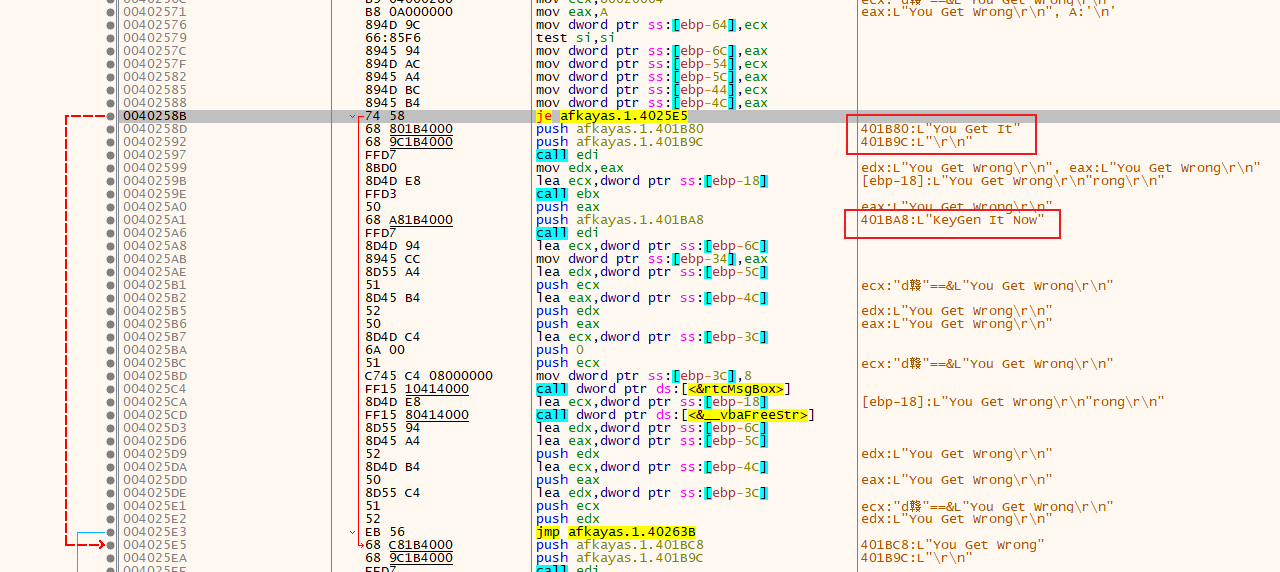 00402571 B8 0A000000 mov eax,A eax:L"You Get Wrong\r\n", A:'\n'
00402576 894D 9C mov dword ptr ss:[ebp-64],ecx
00402579 66:85F6 test si,si
0040257C 8945 94 mov dword ptr ss:[ebp-6C],eax
0040257F 894D AC mov dword ptr ss:[ebp-54],ecx
00402582 8945 A4 mov dword ptr ss:[ebp-5C],eax
00402585 894D BC mov dword ptr ss:[ebp-44],ecx
00402588 8945 B4 mov dword ptr ss:[ebp-4C],eax
0040258B 74 58 je afkayas.1.4025E5
0040258D 68 801B4000 push afkayas.1.401B80 401B80:L"You Get It"
00402592 68 9C1B4000 push afkayas.1.401B9C 401B9C:L"\r\n"
00402597 FFD7 call edi
00402599 8BD0 mov edx,eax edx:L"You Get Wrong\r\n", eax:L"You Get Wrong\r\n"
0040259B 8D4D E8 lea ecx,dword ptr ss:[ebp-18] [ebp-18]:L"You Get Wrong\r\n"rong\r\n"
0040259E FFD3 call ebx
004025A0 50 push eax eax:L"You Get Wrong\r\n"
004025A1 68 A81B4000 push afkayas.1.401BA8 401BA8:L"KeyGen It Now"
004025A6 FFD7 call edi
004025A8 8D4D 94 lea ecx,dword ptr ss:[ebp-6C]
004025AB 8945 CC mov dword ptr ss:[ebp-34],eax
004025AE 8D55 A4 lea edx,dword ptr ss:[ebp-5C]
004025B1 51 push ecx ecx:"d"==&L"You Get Wrong\r\n"
004025B2 8D45 B4 lea eax,dword ptr ss:[ebp-4C]
004025B5 52 push edx edx:L"You Get Wrong\r\n"
004025B6 50 push eax eax:L"You Get Wrong\r\n"
004025B7 8D4D C4 lea ecx,dword ptr ss:[ebp-3C]
004025BA 6A 00 push 0
004025BC 51 push ecx ecx:"d"==&L"You Get Wrong\r\n"
004025BD C745 C4 08000000 mov dword ptr ss:[ebp-3C],8
004025C4 FF15 10414000 call dword ptr ds:[<&rtcMsgBox>]
004025CA 8D4D E8 lea ecx,dword ptr ss:[ebp-18] [ebp-18]:L"You Get Wrong\r\n"rong\r\n"
004025CD FF15 80414000 call dword ptr ds:[<&__vbaFreeStr>]
004025D3 8D55 94 lea edx,dword ptr ss:[ebp-6C]
004025D6 8D45 A4 lea eax,dword ptr ss:[ebp-5C]
004025D9 52 push edx edx:L"You Get Wrong\r\n"
004025DA 8D4D B4 lea ecx,dword ptr ss:[ebp-4C]
004025DD 50 push eax eax:L"You Get Wrong\r\n"
004025DE 8D55 C4 lea edx,dword ptr ss:[ebp-3C]
004025E1 51 push ecx ecx:"d"==&L"You Get Wrong\r\n"
004025E2 52 push edx edx:L"You Get Wrong\r\n"
004025E3 EB 56 jmp afkayas.1.40263B
004025E5 68 C81B4000 push afkayas.1.401BC8 401BC8:L"You Get Wrong"
004025EA 68 9C1B4000 push afkayas.1.401B9C 401B9C:L"\r\n"